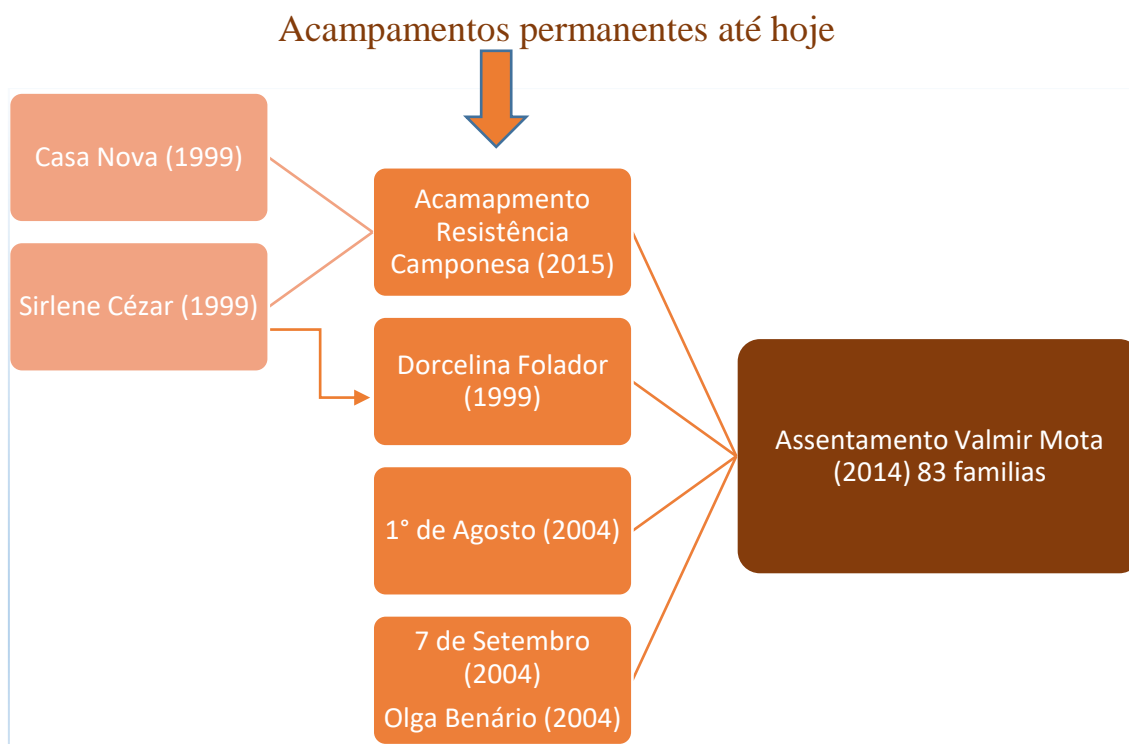 Acampamentos permanentes até hoje
Casa Nova (1999)
Sirlene Cézar (1999)
Acamapmento
Resistência
Camponesa (2015)
Dorcelina Folador
(1999)
1° de Agosto (2004)
7 de Setembro
(2004)
Olga Benário (2004)
Assentamento Valmir Mota
(2014) 83 familias